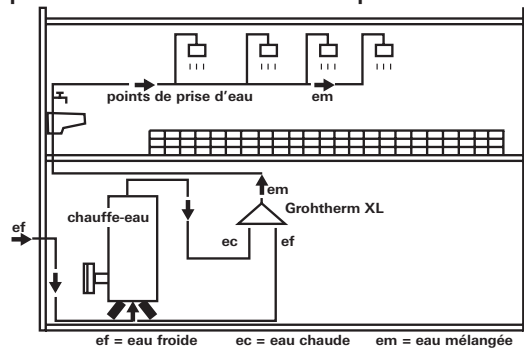 points de prise d'eau em
em
chauffe-eau
Grohtherm XL
ef
ec ef
ef = eau froide ec = eau chaude em = eau mélangée